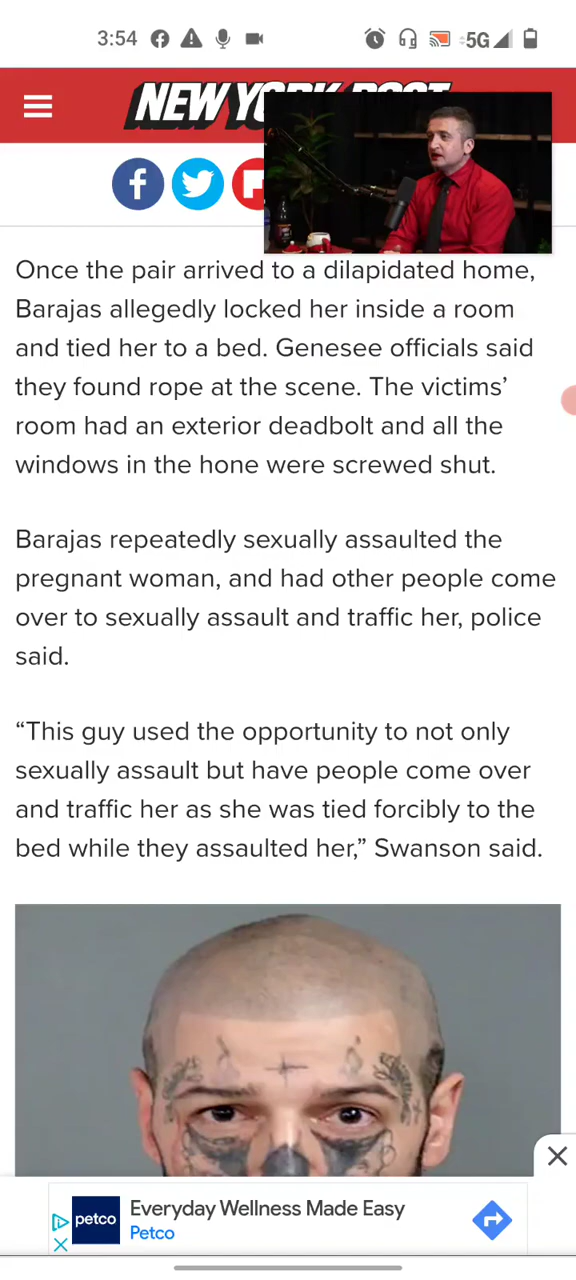 3:54
5G
NEW YORK POST
Once the pair arrived to a dilapidated home,
Barajas allegedly locked her inside a room
and tied her to a bed. Genesee officials said
they found rope at the scene. The victims’
room had an exterior deadbolt and all the
windows in the hone were screwed shut.
Barajas repeatedly sexually assaulted the
pregnant woman, and had other people come
over to sexually assault and traffic her, police
said.
“This guy used the opportunity to not only
sexually assault but have people come over
and traffic her as she was tied forcibly to the
bed while they assaulted her,” Swanson said.
petco
Everyday Wellness Made Easy
Petco